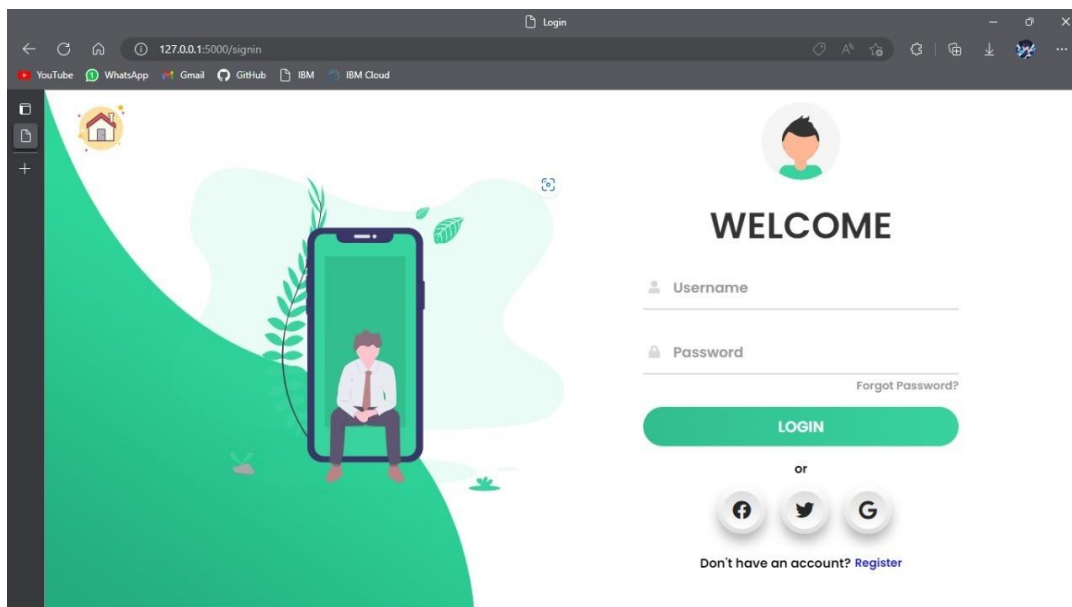 Login
127.0.0.1:5000/signin
YouTube WhatsApp Gmail GitHub IBM IBM Cloud
WELCOME
Username
Password
Forgot Password?
LOGIN
or
Don't have an account? Register